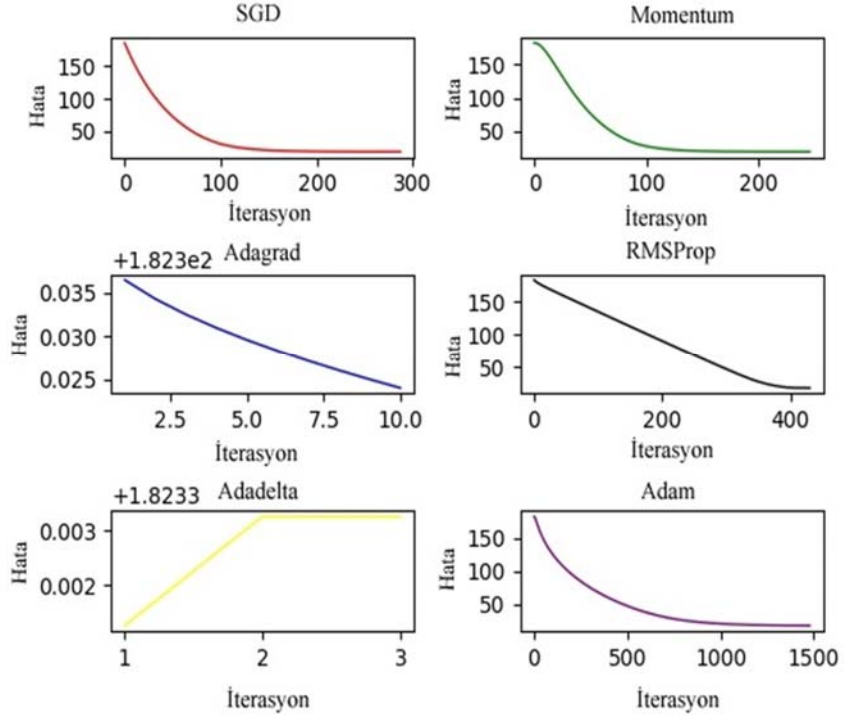 SGD
Hata
150
100
50
0 100 200 300
İterasyon
Momentum
Hata
150
100
50
0 100 200
İterasyon
+1.823e2 Adagrad
Hata
0.035
0.030
0.025
2.5 5.0 7.5 10.0
İterasyon
RMSProp
Hata
150
100
50
0 200 400
İterasyon
+1.8233 Adadelta
Hata
0.003
0.002
1 2 3
İterasyon
Adam
Hata
150
100
50
0 500 1000 1500
İterasyon